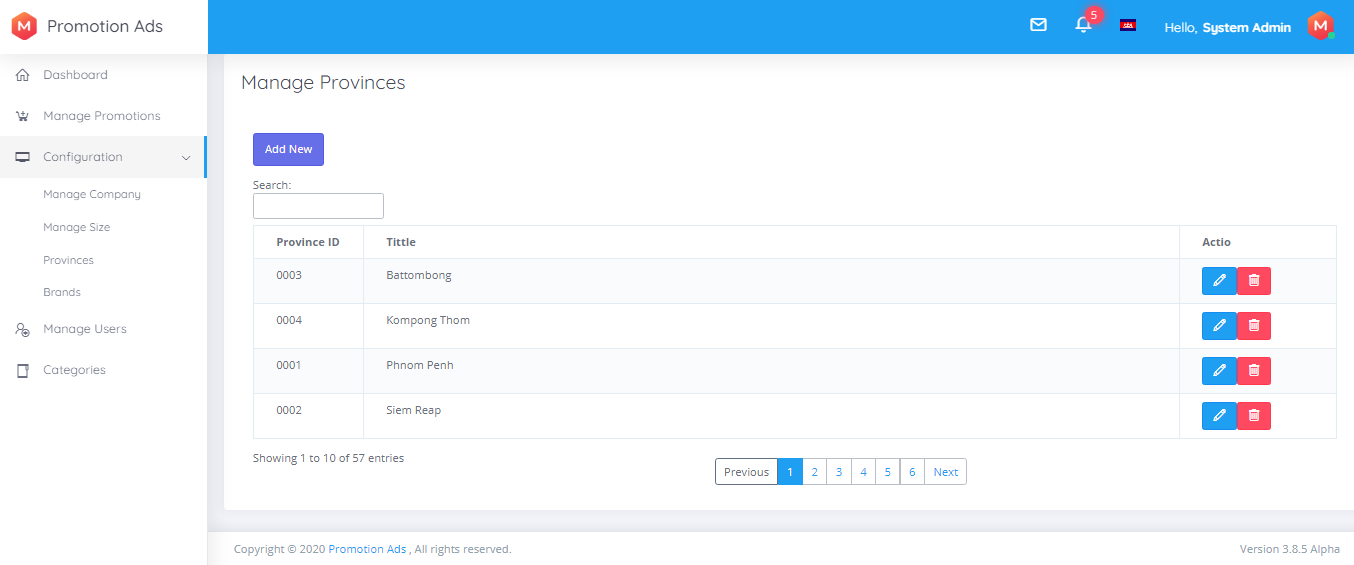 M Promotion Ads
5
Hello, System Admin M
Dashboard
Manage Promotions
Configuration
Manage Company
Manage Size
Provinces
Brands
Manage Users
Categories
Manage Provinces
Add New
Search:
Province ID Tittle Actio
0003 Battombong
0004 Kompong Thom
0001 Phnom Penh
0002 Siem Reap
Showing 1 to 10 of 57 entries
Previous 1 2 3 4 5 6 Next
Copyright © 2020 Promotion Ads , All rights reserved.
Version 3.8.5 Alpha